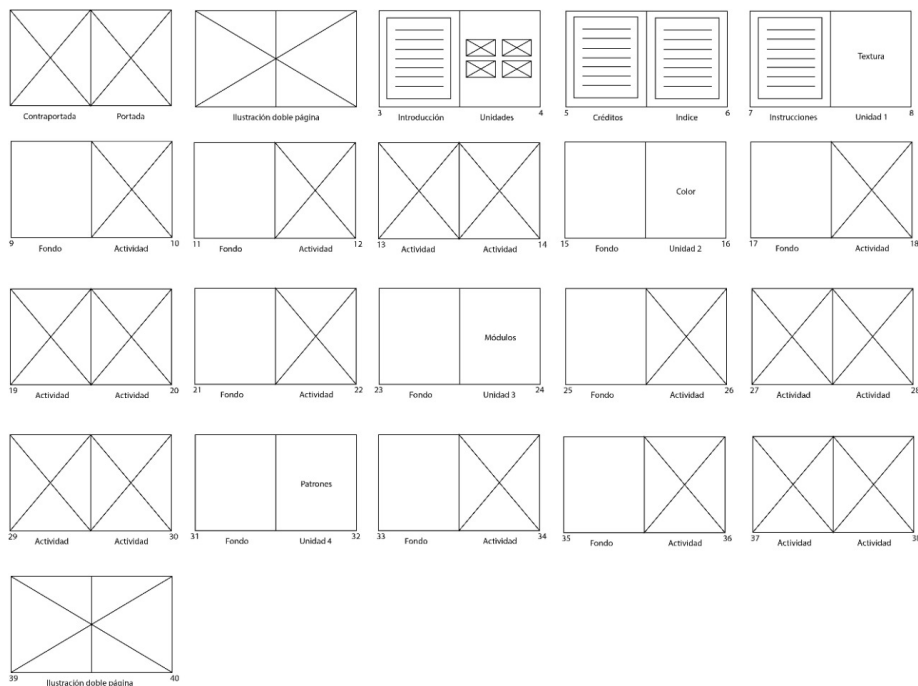 Contraportada Portada
Ilustración doble página
3 Introducción Unidades 4
5 Créditos Indice 6
Textura
7 Instrucciones Unidad 1 8
9 Fondo Actividad 10
11 Fondo Actividad 12
13 Actividad Actividad 14
Color
15 Fondo Unidad 2 16
17 Fondo Actividad 18
19 Actividad Actividad 20
21 Fondo Actividad 22
Módulos
23 Fondo Unidad 3 24
25 Fondo Actividad 26
27 Actividad Actividad 28
29 Actividad Actividad 30
Patrones
31 Fondo Unidad 4 32
33 Fondo Actividad 34
35 Fondo Actividad 36
37 Actividad Actividad 38
39 Ilustración doble página 40